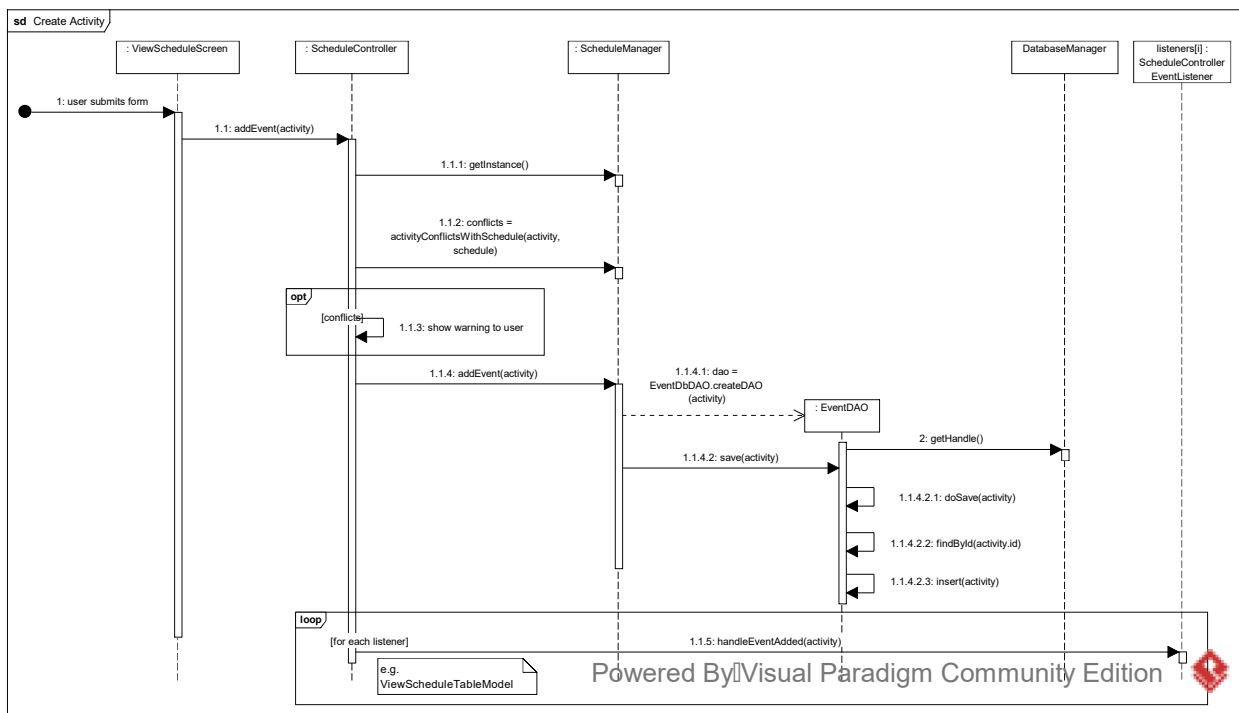 sd Create Activity
: ViewScheduleScreen
: ScheduleController
: ScheduleManager
DatabaseManager
listeners[i] :
ScheduleController
EventListener
1: user submits form
1.1: addEvent(activity)
1.1.1: getInstance()
1.1.2: conflicts =
activityConflictsWithSchedule(activity,
schedule)
opt
[conflicts]
1.1.3: show warning to user
1.1.4: addEvent(activity)
1.1.4.1: dao =
EventDbDAO.createDAO
(activity)
: EventDAO
2: getHandle()
1.1.4.2: save(activity)
1.1.4.2.1: doSave(activity)
1.1.4.2.2: findById(activity.id)
1.1.4.2.3: insert(activity)
loop
[for each listener]
1.1.5: handleEventAdded(activity)
e.g.
ViewScheduleTableModel
Powered By Visual Paradigm Community Edition